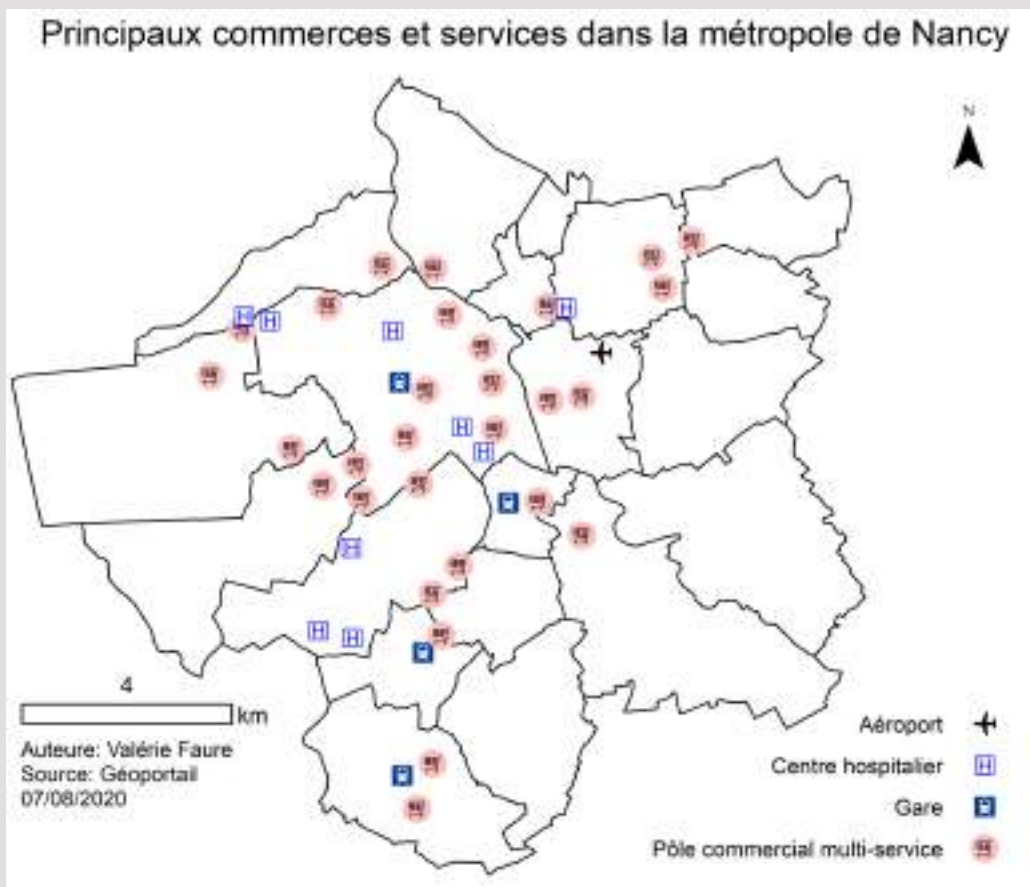 Principaux commerces et services dans la métropole de Nancy
N
4
km
Auteure: Valérie Faure
Source: Géoportail
07/08/2020
Aéroport
Centre hospitalier
H
Gare
Pôle commercial multi-service